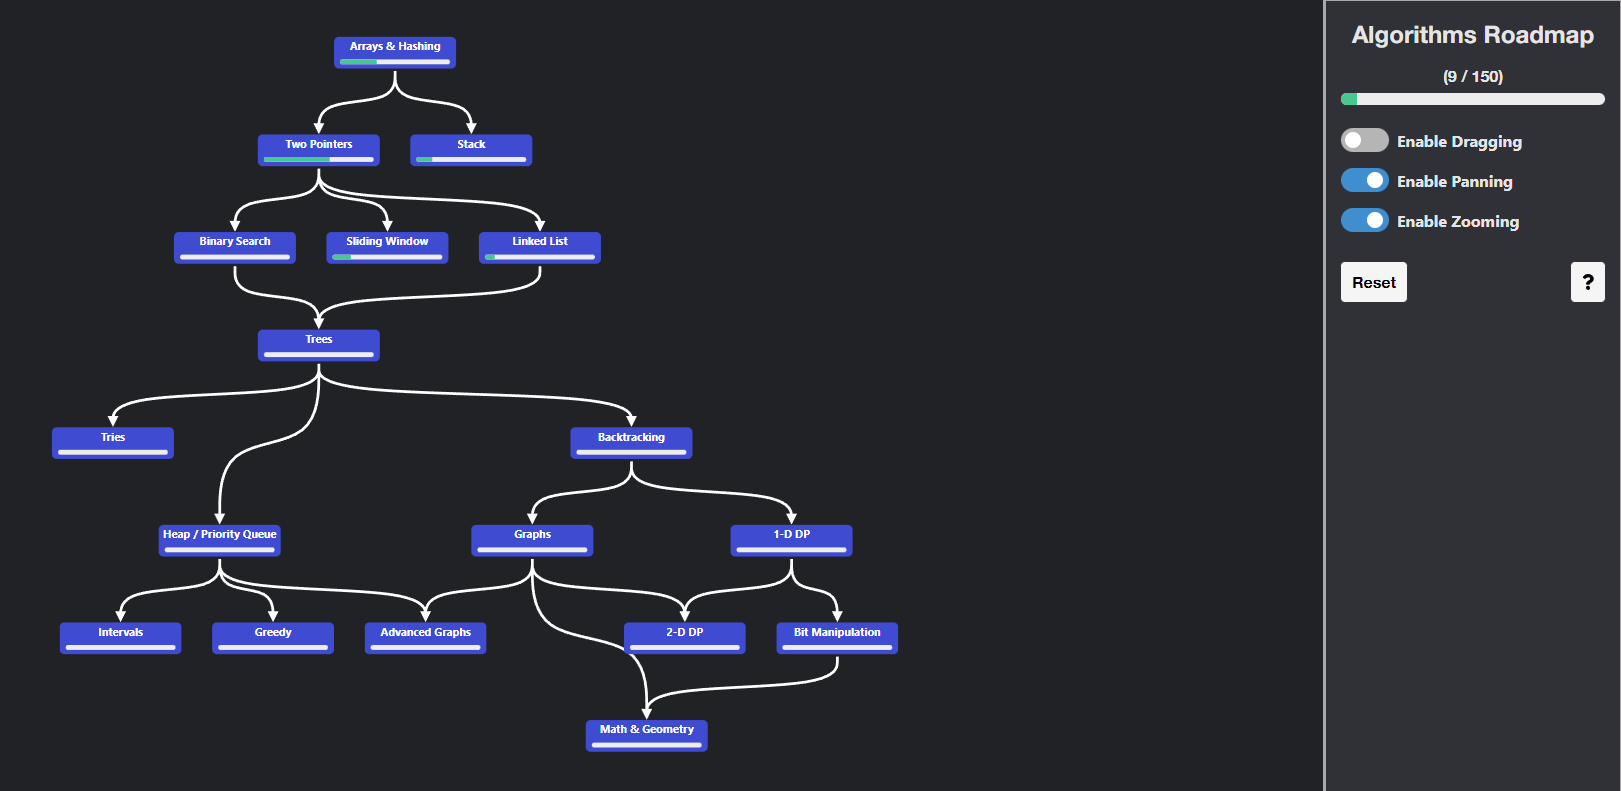 Arrays & Hashing
Two Pointers
Stack
Binary Search
Sliding Window
Linked List
Trees
Tries
Backtracking
Heap / Priority Queue
Graphs
1-D DP
Intervals
Greedy
Advanced Graphs
2-D DP
Bit Manipulation
Math & Geometry
Algorithms Roadmap
(9 / 150)
Enable Dragging
Enable Panning
Enable Zooming
Reset
?